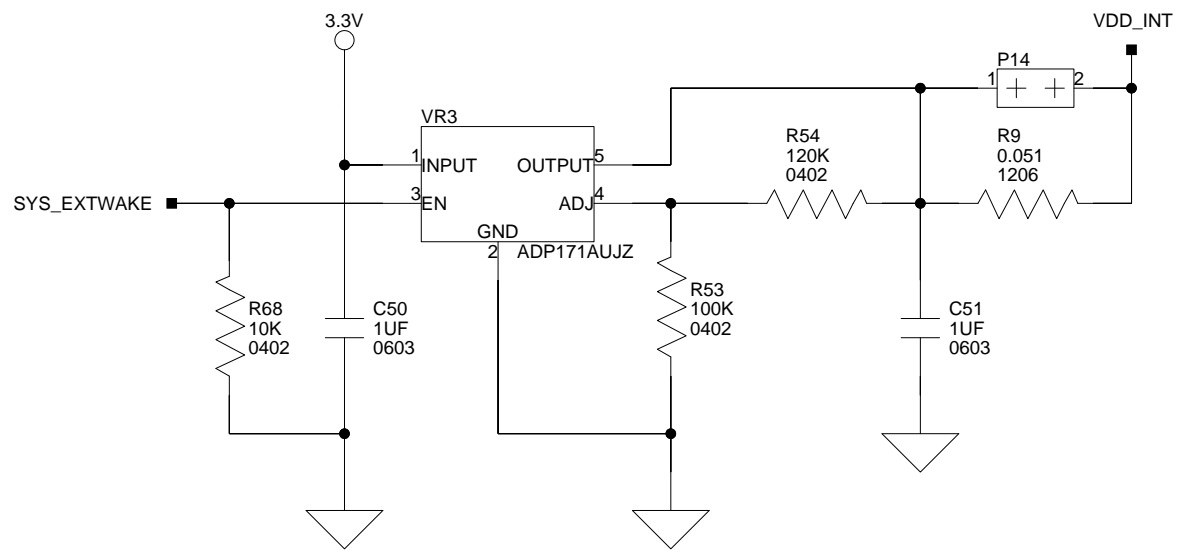 3.3V
VDD_INT
P14
1
2
VR3
R54
120K
0402
R9
0.051
1206
1
INPUT
OUTPUT
5
SYS_EXTWAKE
3
EN
ADJ
4
GND
2
ADP171AUJZ
R68
10K
0402
C50
1UF
0603
R53
100K
0402
C51
1UF
0603